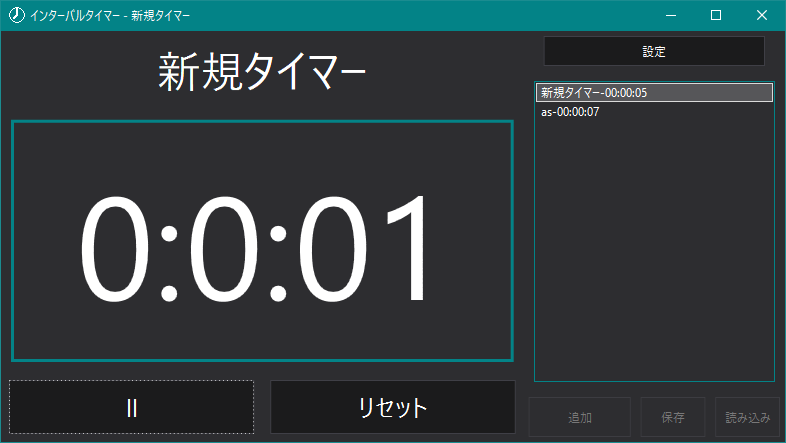 インターバルタイマー - 新規タイマー
新規タイマー
設定
新規タイマー-00:00:05
as-00:00:07
0:0:01
II
リセット
追加
保存
読み込み